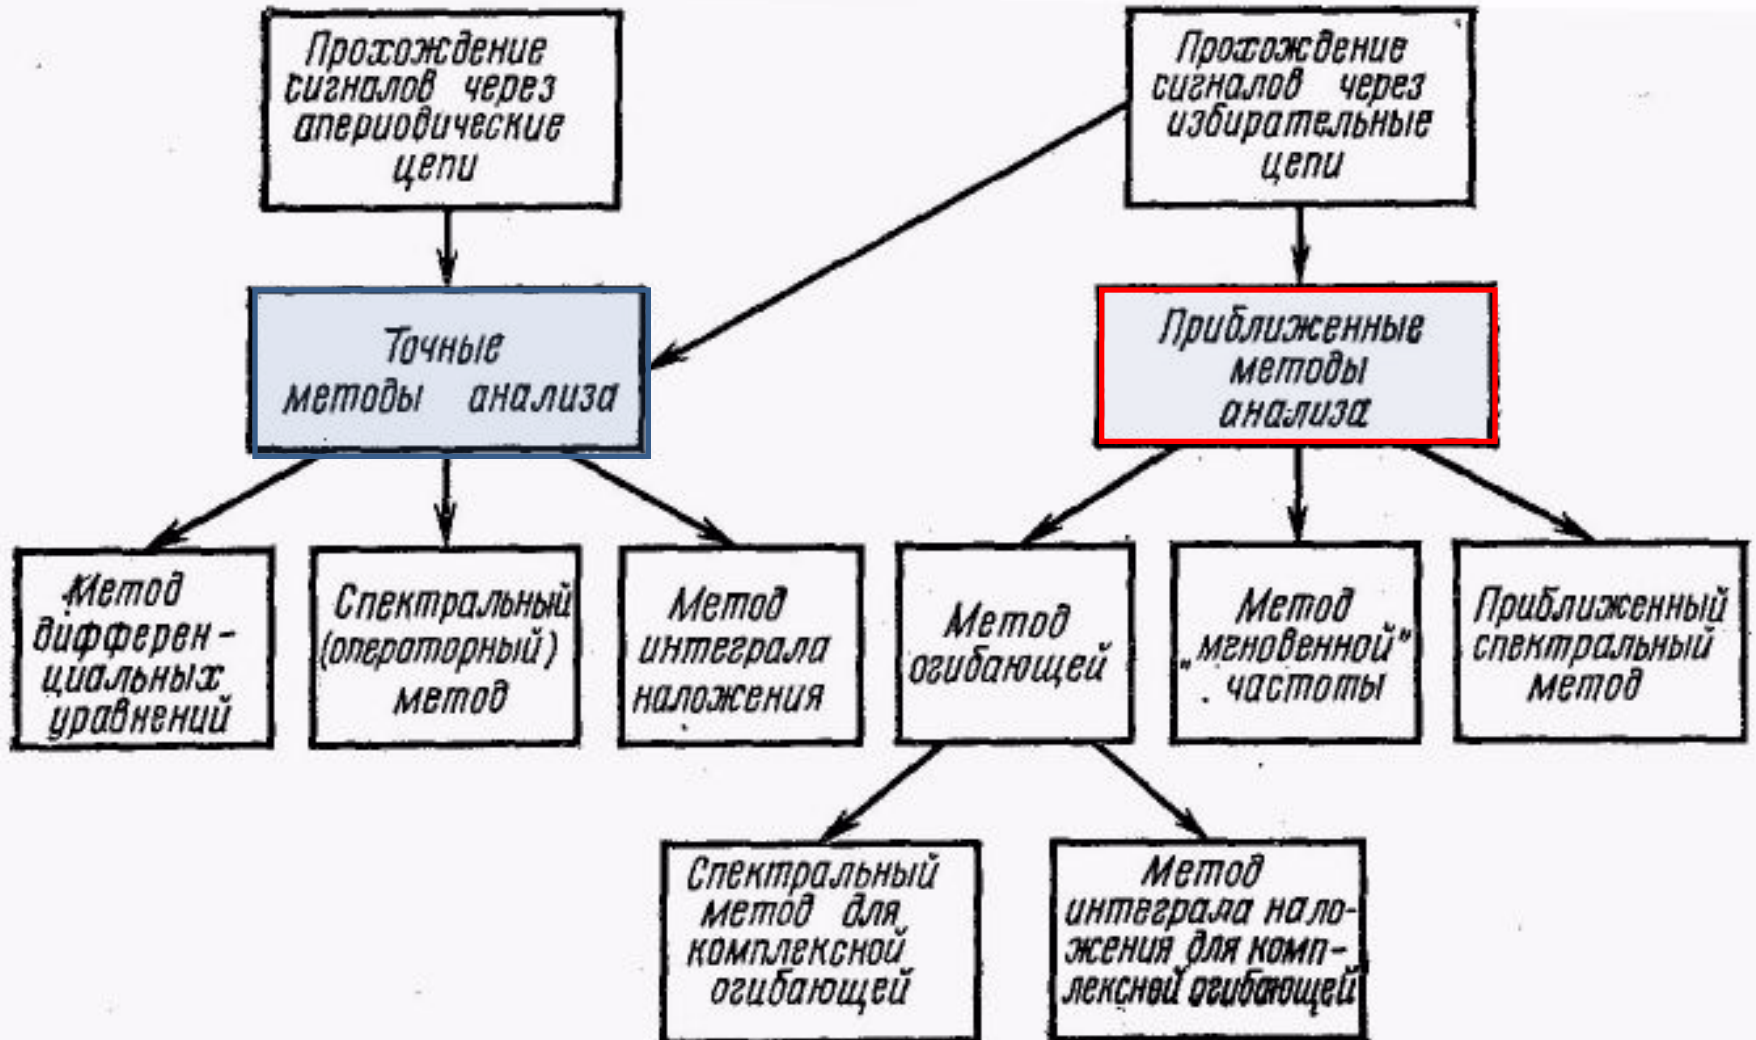 Прохождение
сигналов через
апериодические
цепи
Прохождение
сигналов через
избирательные
цепи
Точные
методы анализа
Приближенные
методы
анализа
Метод
дифферен-
циальных
уравнений
Спектральный
(операторный)
метод
Метод
интеграла
наложения
Метод
огибающей
Метод
„мгновенной"
частоты
Приближенный
спектральный
метод
Спектральный
метод для
комплексной
огибающей
Метод
интеграла нало-
жения для комп-
лексной огибающей